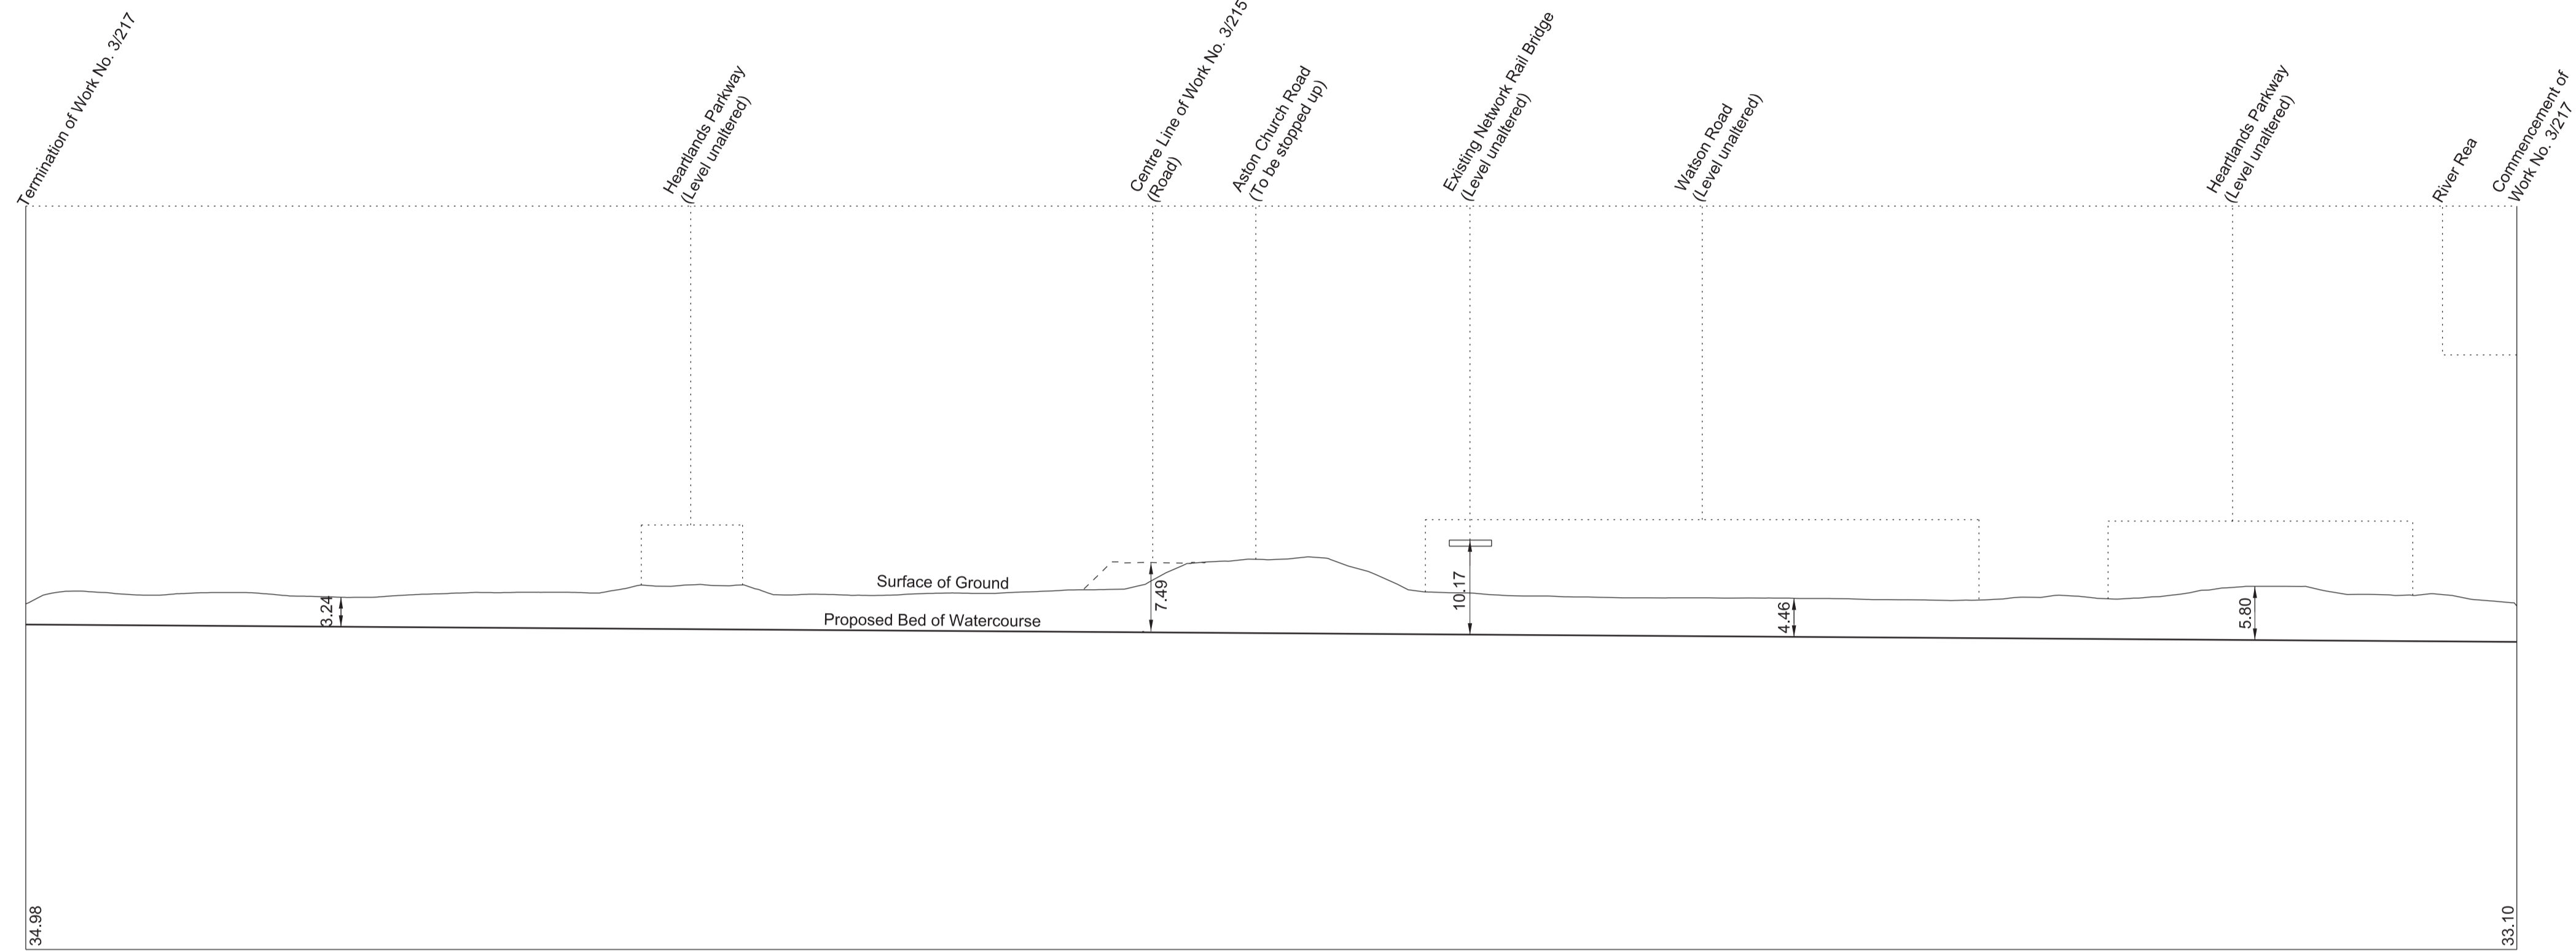 Termination of Work No. 3/217
Heartlands Parkway
(Level unaltered)
Centre Line of Work No. 3/215
(Road)
Aston Church Road
(To be stopped up)
Existing Network Rail Bridge
(Level unaltered)
Watson Road
(Level unaltered)
Heartlands Parkway
(Level unaltered)
River Rea
Commencement of
Work No. 3/217
Surface of Ground
Proposed Bed of Watercourse
3.24
7.49
10.17
4.46
5.80
34.98
33.10